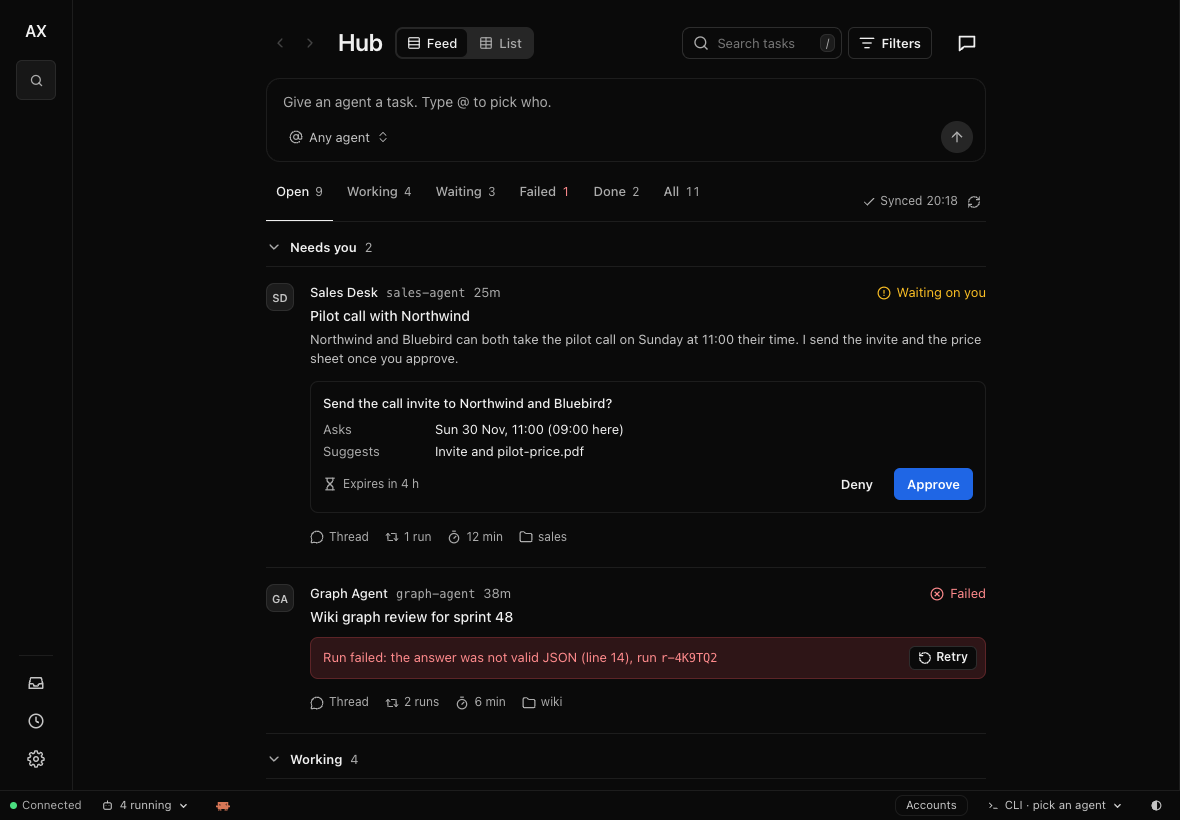 AX
Hub
Feed
List
Search tasks /
Filters
Give an agent a task. Type @ to pick who.
@ Any agent
Open 9
Working 4
Waiting 3
Failed 1
Done 2
All 11
Synced 20:18
Needs you 2
SD
Sales Desk sales-agent 25m
Waiting on you
Pilot call with Northwind
Northwind and Bluebird can both take the pilot call on Sunday at 11:00 their time. I send the invite and the price
sheet once you approve.
Send the call invite to Northwind and Bluebird?
Asks Sun 30 Nov, 11:00 (09:00 here)
Suggests Invite and pilot-price.pdf
Expires in 4 h
Deny
Approve
Thread
1 run
12 min
sales
GA
Graph Agent graph-agent 38m
Failed
Wiki graph review for sprint 48
Run failed: the answer was not valid JSON (line 14), run r-4K9TQ2
Retry
Thread
2 runs
6 min
wiki
Working 4
Connected
4 running
Accounts
CLI · pick an agent